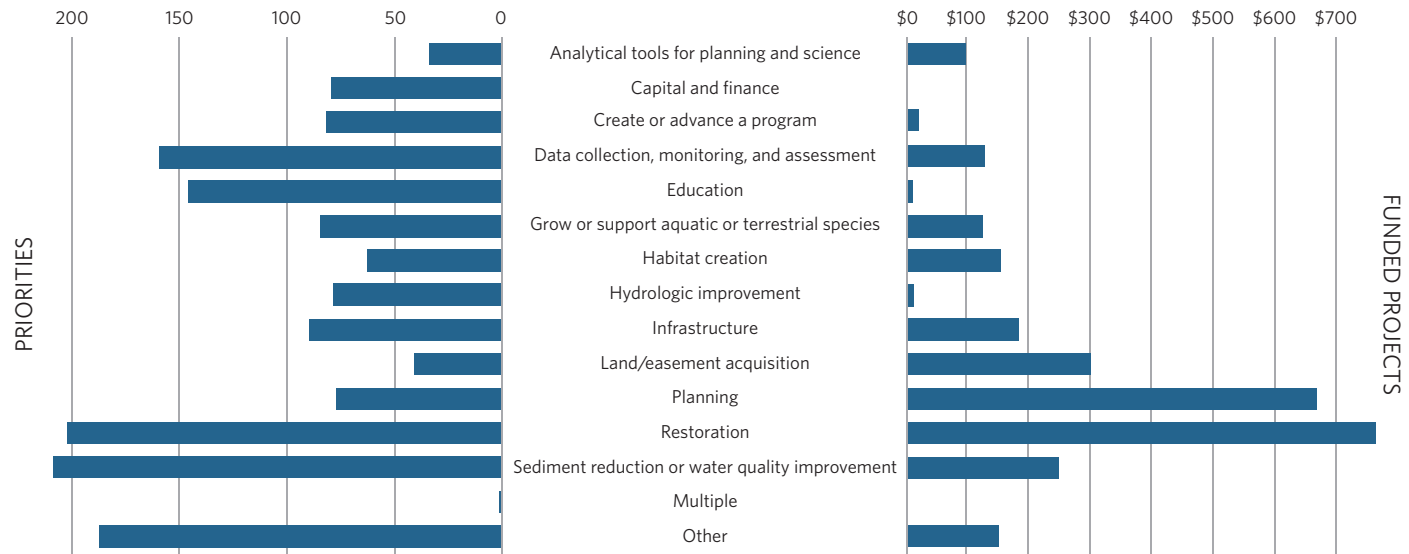 200 150 100 50 0
$0 $100 $200 $300 $400 $500 $600 $700
PRIORITIES
Analytical tools for planning and science
Capital and finance
Create or advance a program
Data collection, monitoring, and assessment
Education
Grow or support aquatic or terrestrial species
Habitat creation
Hydrologic improvement
Infrastructure
Land/easement acquisition
Planning
Restoration
Sediment reduction or water quality improvement
Multiple
Other
FUNDED PROJECTS